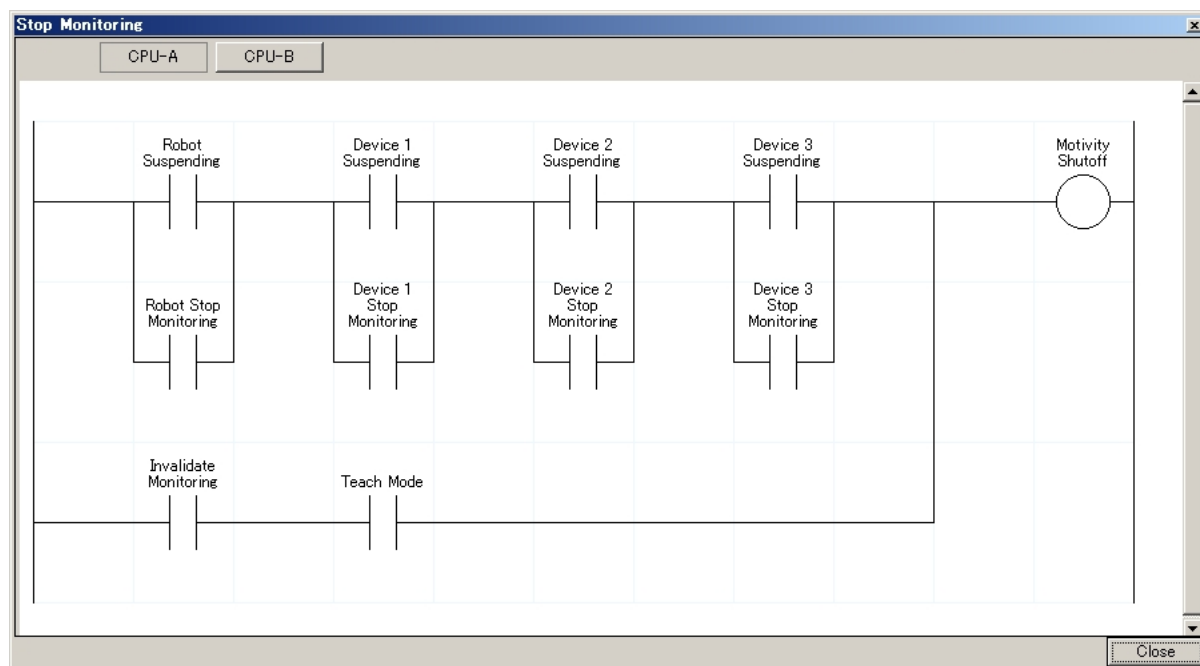 Stop Monitoring
CPU-A
CPU-B
Robot
Suspending
Device 1
Suspending
Device 2
Suspending
Device 3
Suspending
Motivity
Shutoff
Robot Stop
Monitoring
Device 1
Stop
Monitoring
Device 2
Stop
Monitoring
Device 3
Stop
Monitoring
Invalidate
Monitoring
Teach Mode
Close